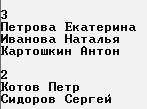 3
Петрова Екатерина
Иванова Наталья
Картошкин Антон

2
Котов Петр
Сидоров Сергей